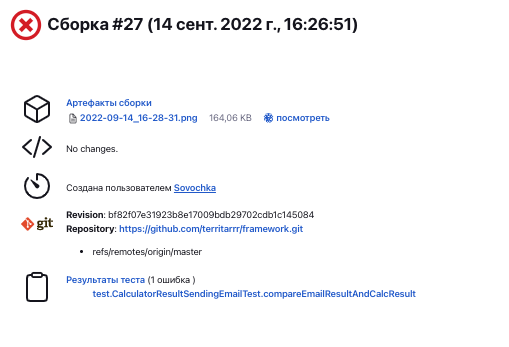 Сборка #27 (14 сент. 2022 г., 16:26:51)
Артефакты сборки
2022-09-14_16-28-31.png 164,06 KB посмотреть
No changes.
Создана пользователем Sovochka
git
Revision: bf82f07e31923b8e17009bdb29702cdb1c145084
Repository: https://github.com/territarrr/framework.git
• refs/remotes/origin/master
Результаты теста (1 ошибка )
test.CalculatorResultSendingEmailTest.compareEmailResultAndCalcResult